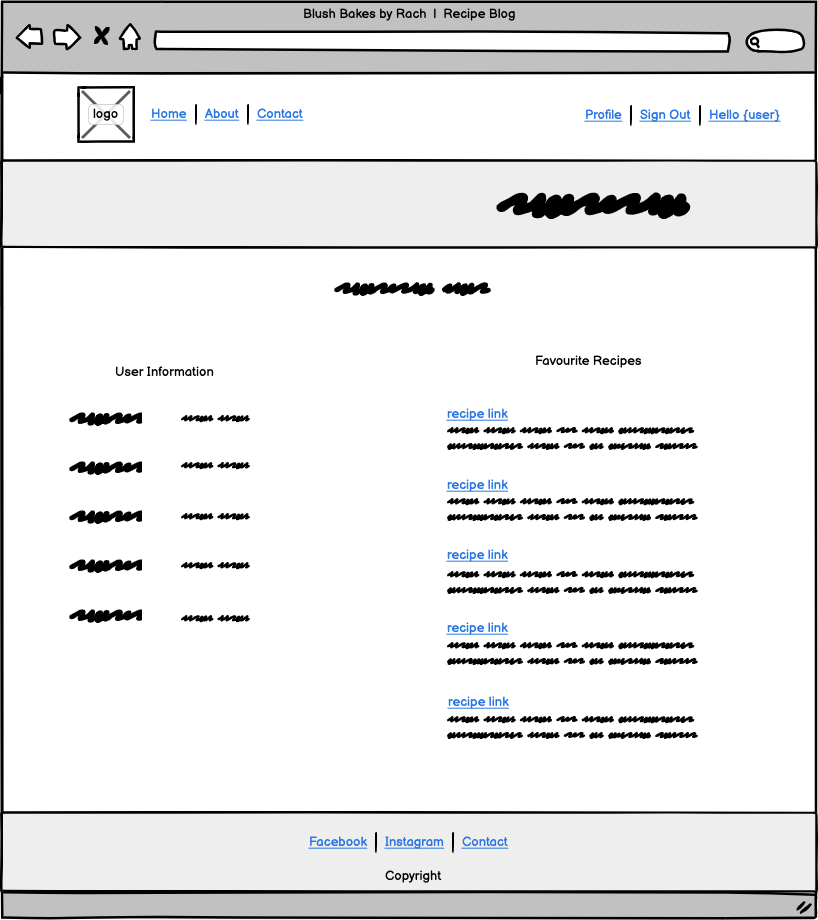 Blush Bakes by Rach | Recipe Blog
logo
Home | About | Contact
Profile | Sign Out | Hello {user}
User Information
Favourite Recipes
recipe link
recipe link
recipe link
recipe link
recipe link
Facebook | Instagram | Contact
Copyright